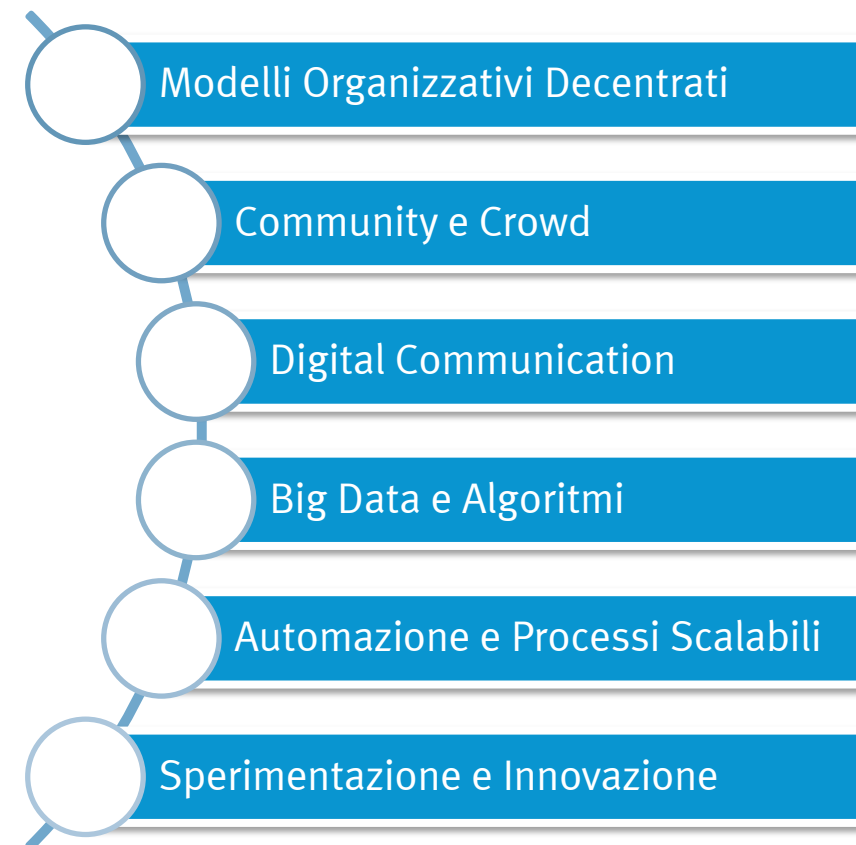 Modelli Organizzativi Decentrati
Community e Crowd
Digital Communication
Big Data e Algoritmi
Automazione e Processi Scalabili
Sperimentazione e Innovazione